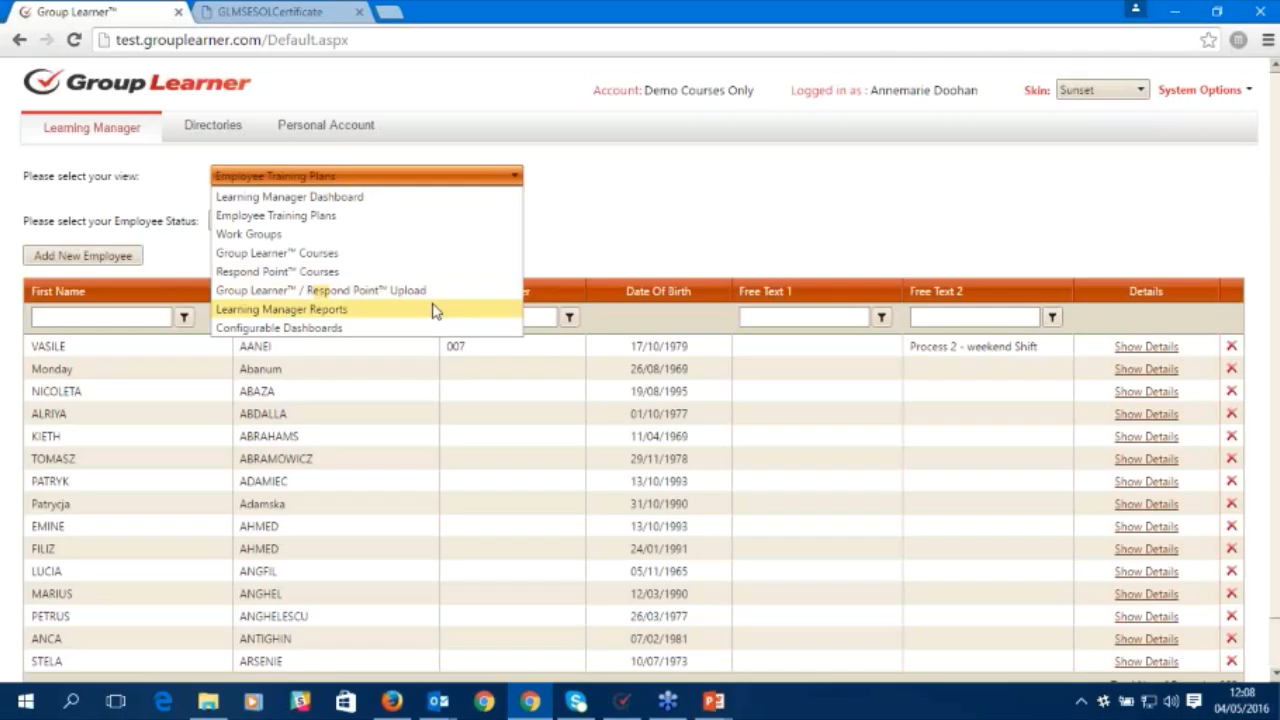 Group Learner™
GLMSESOLCertificate
test.grouplearner.com/Default.aspx
Group Learner
Account: Demo Courses Only
Logged in as : Annemarie Doohan
Skin: Sunset
System Options
Learning Manager
Directories
Personal Account
Please select your view:
Employee Training Plans
Learning Manager Dashboard
Employee Training Plans
Work Groups
Group Learner™ Courses
Respond Point™ Courses
Group Learner™ / Respond Point™ Upload
Learning Manager Reports
Configurable Dashboards
Please select your Employee Status:
Add New Employee
First Name Date Of Birth Free Text 1 Free Text 2 Details
VASILE AANEI 007 17/10/1979 Process 2 - weekend Shift Show Details
Monday Abanum 26/08/1969 Show Details
NICOLETA ABAZA 19/08/1995 Show Details
ALRIYA ABDALLA 01/10/1977 Show Details
KIETH ABRAHAMS 11/04/1969 Show Details
TOMASZ ABRAMOWICZ 29/11/1978 Show Details
PATRYK ADAMIEC 13/10/1993 Show Details
Patrycja Adamska 31/10/1990 Show Details
EMINE AHMED 13/10/1993 Show Details
FILIZ AHMED 24/01/1991 Show Details
LUCIA ANGFIL 05/11/1965 Show Details
MARIUS ANGHEL 12/03/1990 Show Details
PETRUS ANGHELESCU 26/03/1977 Show Details
ANCA ANTIGHIN 07/02/1981 Show Details
STELA ARSENIE 10/07/1973 Show Details
12:08
04/05/2016